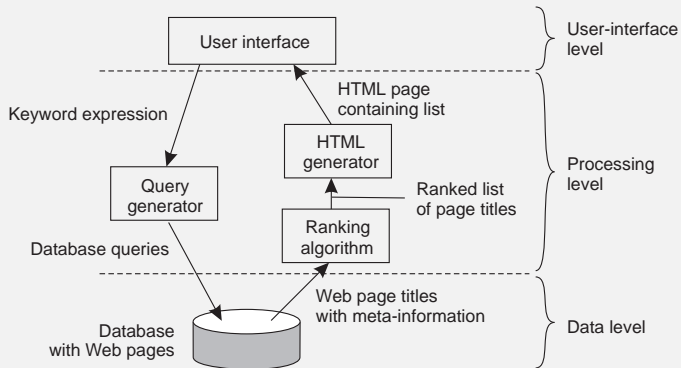 User interface
User-interface
level
Keyword expression
HTML page
containing list
HTML
generator
Query
generator
Ranked list
of page titles
Processing
level
Ranking
algorithm
Database queries
Web page titles
with meta-information
Database
with Web pages
Data level